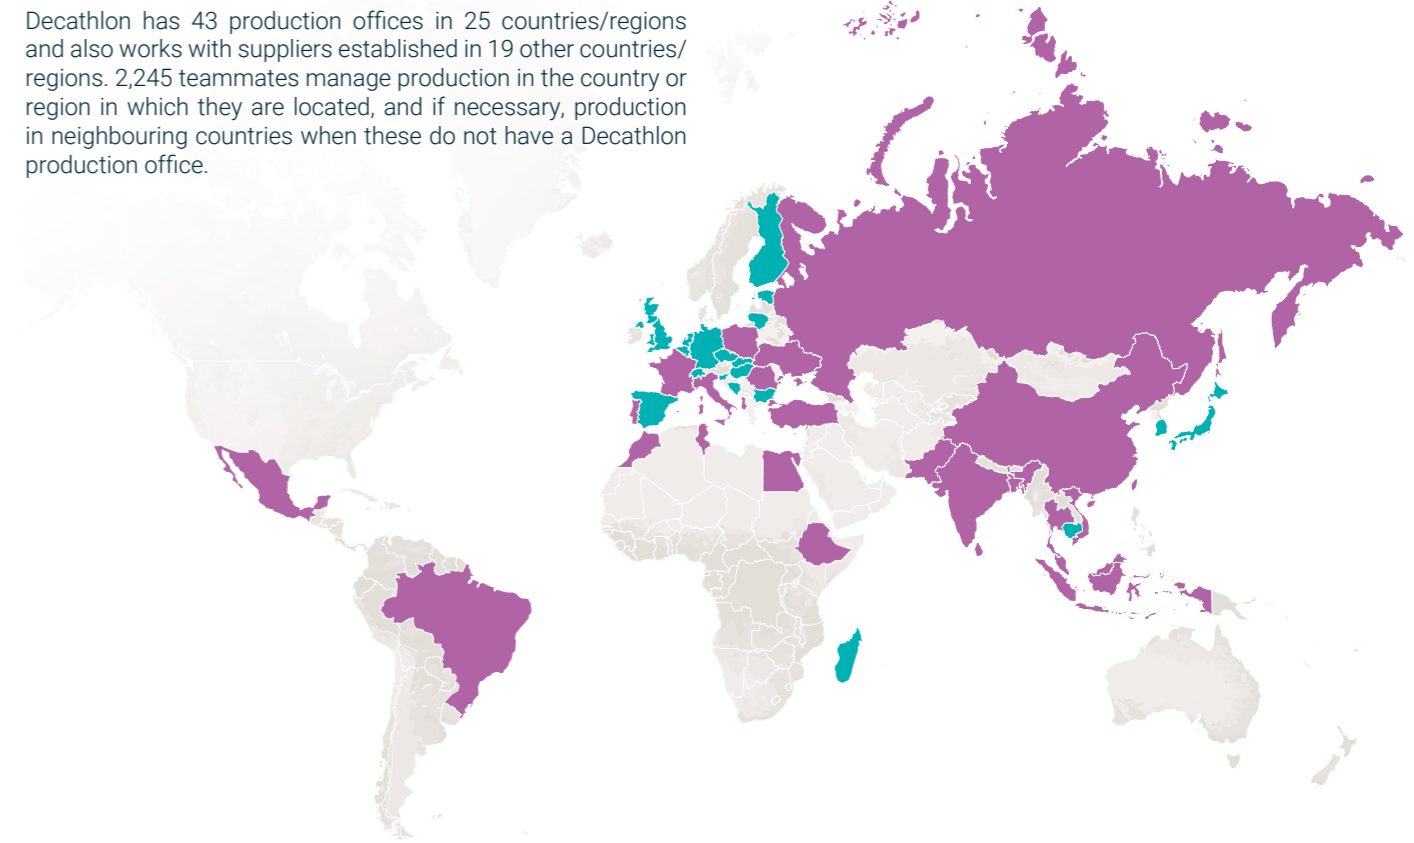 Decathlon has 43 production offices in 25 countries/regions
and also works with suppliers established in 19 other countries/
regions. 2,245 teammates manage production in the country or
region in which they are located, and if necessary, production
in neighbouring countries when these do not have a Decathlon
production office.